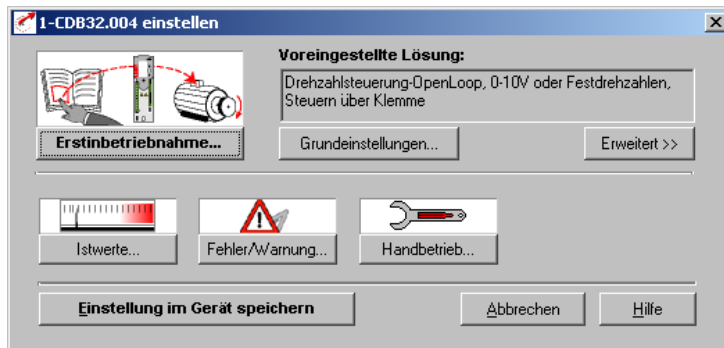 1-CDB32.004 einstellen
Voreingestellte Lösung:
Drehzahlsteuerung-OpenLoop, 0-10V oder Festdrehzahlen,
Steuern über Klemme
Erstinbetriebnahme...
Grundeinstellungen...
Erweitert >>
Istwerte...
Fehler/Warnung...
Handbetrieb...
Einstellung im Gerät speichern
Abbrechen
Hilfe